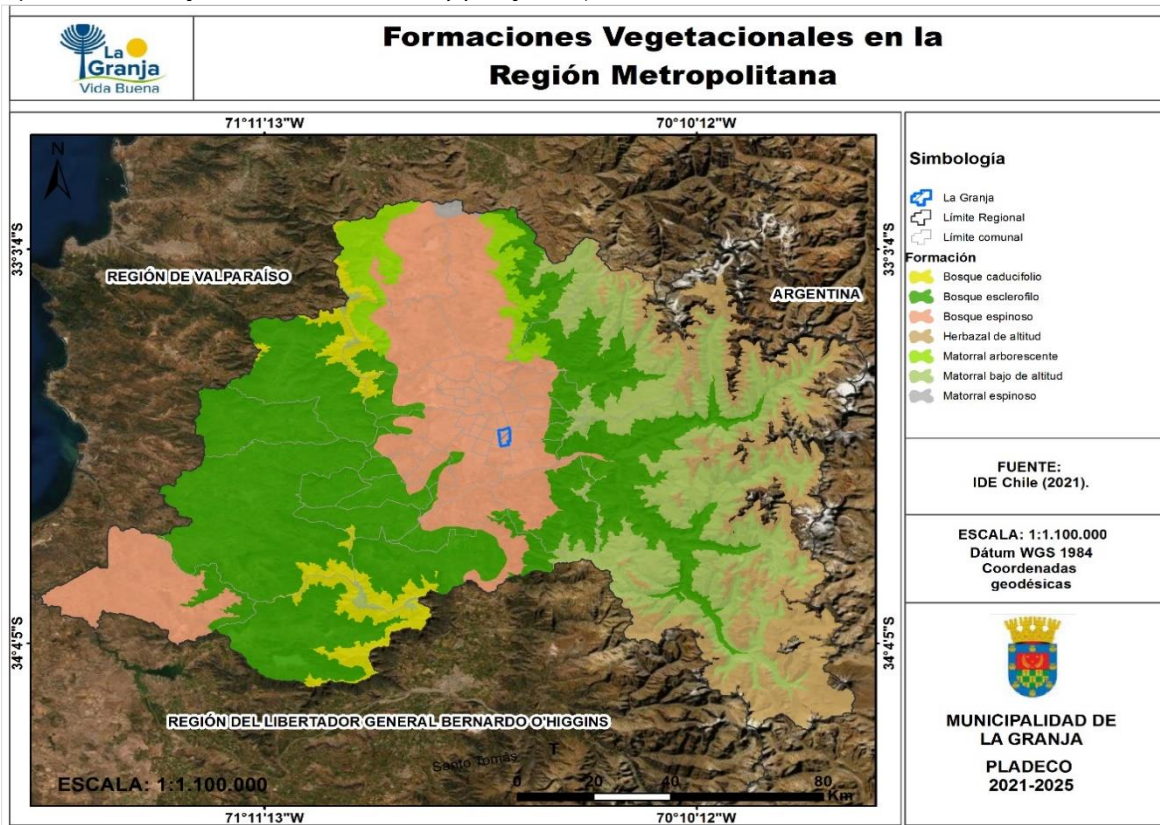 La
Granja
Vida Buena
Formaciones Vegetacionales en la
Región Metropolitana
71°11'13"W
70°10'12"W
N
33°3'4"S
33°3'4"S
REGIÓN DE VALPARAÍSO
ARGENTINA
34°4'5"S
34°4'5"S
REGIÓN DEL LIBERTADOR GENERAL BERNARDO O'HIGGINS
Santo Tomás
T
ESCALA: 1:1.100.000
0 20 40 80
Km
71°11'13"W
70°10'12"W
Simbología
La Granja
Límite Regional
Límite comunal
Formación
Bosque caducifolio
Bosque esclerofilo
Bosque espinoso
Herbazal de altitud
Matorral arborescente
Matorral bajo de altitud
Matorral espinoso
FUENTE:
IDE Chile (2021).
ESCALA: 1:1.100.000
Dátum WGS 1984
Coordenadas
geodésicas
MUNICIPALIDAD DE
LA GRANJA
PLADECO
2021-2025